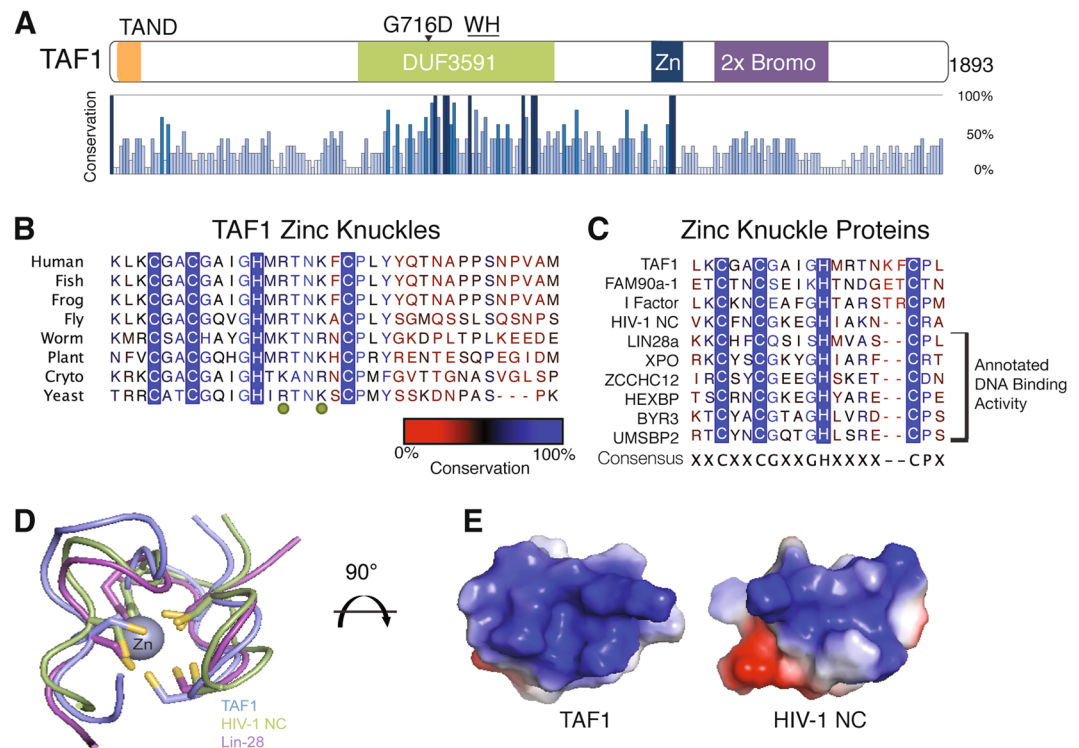 A
TAND
G716D
WH
TAF1
DUF3591
Zn
2x Bromo
1893
Conservation
100%
50%
0%
B
TAF1 Zinc Knuckles
Human KLKCGACGAIGHMRTNKFCPLYYQTNAPPSNPVAM
Fish KLKCGACGAIGHMRTNKFCPLYYQTNAPPSNPVAM
Frog KLKCGACGAIGHMRTNKFCPLYYQTNAPPSNPVAM
Fly KLKCGACGQVGHMRTNKACPLYSGMQSSLSQSNPS
Worm KMRCSACHAYGHMKTNRNCPLYGKDPLTPLKEEDE
Plant NFVCGACGQHGHMRTNKHCPRYRENTESQPEGIDM
Cryto KRKCGACGAIGHTKANRNCPMFGVTTGNASVGLSP
Yeast TRRCATCGQIGHIRTNKSCPMYSSKDNPAS---PK
0%
100%
Conservation
C
Zinc Knuckle Proteins
TAF1 LKCGACGAIGHMRTNKFCPL
FAM90a-1 ETCTNCSEIKHTNDGETCTN
I Factor LKCKNCEAFGHTARSTRCPM
HIV-1 NC VKCFNCGKEGHIAKN--CRA
LIN28a KKCHFCQSISHMVAS--CPL
XPO RKCYSCGKYGHIARF--CRT
ZCCHC12 IRCSYCGEEGHSKET--CDN
HEXBP TSCRNCGKEGHYARE--CPE
BYR3 KTCYACGTAGHLVRD--CPS
UMSBP2 RTCYNCGQTGHLSRE--CPS
Consensus XXCXXCGXXGHXXXX--CPX
Annotated
DNA Binding
Activity
D
Zn
90°
TAF1
HIV-1 NC
Lin-28
E
TAF1
HIV-1 NC